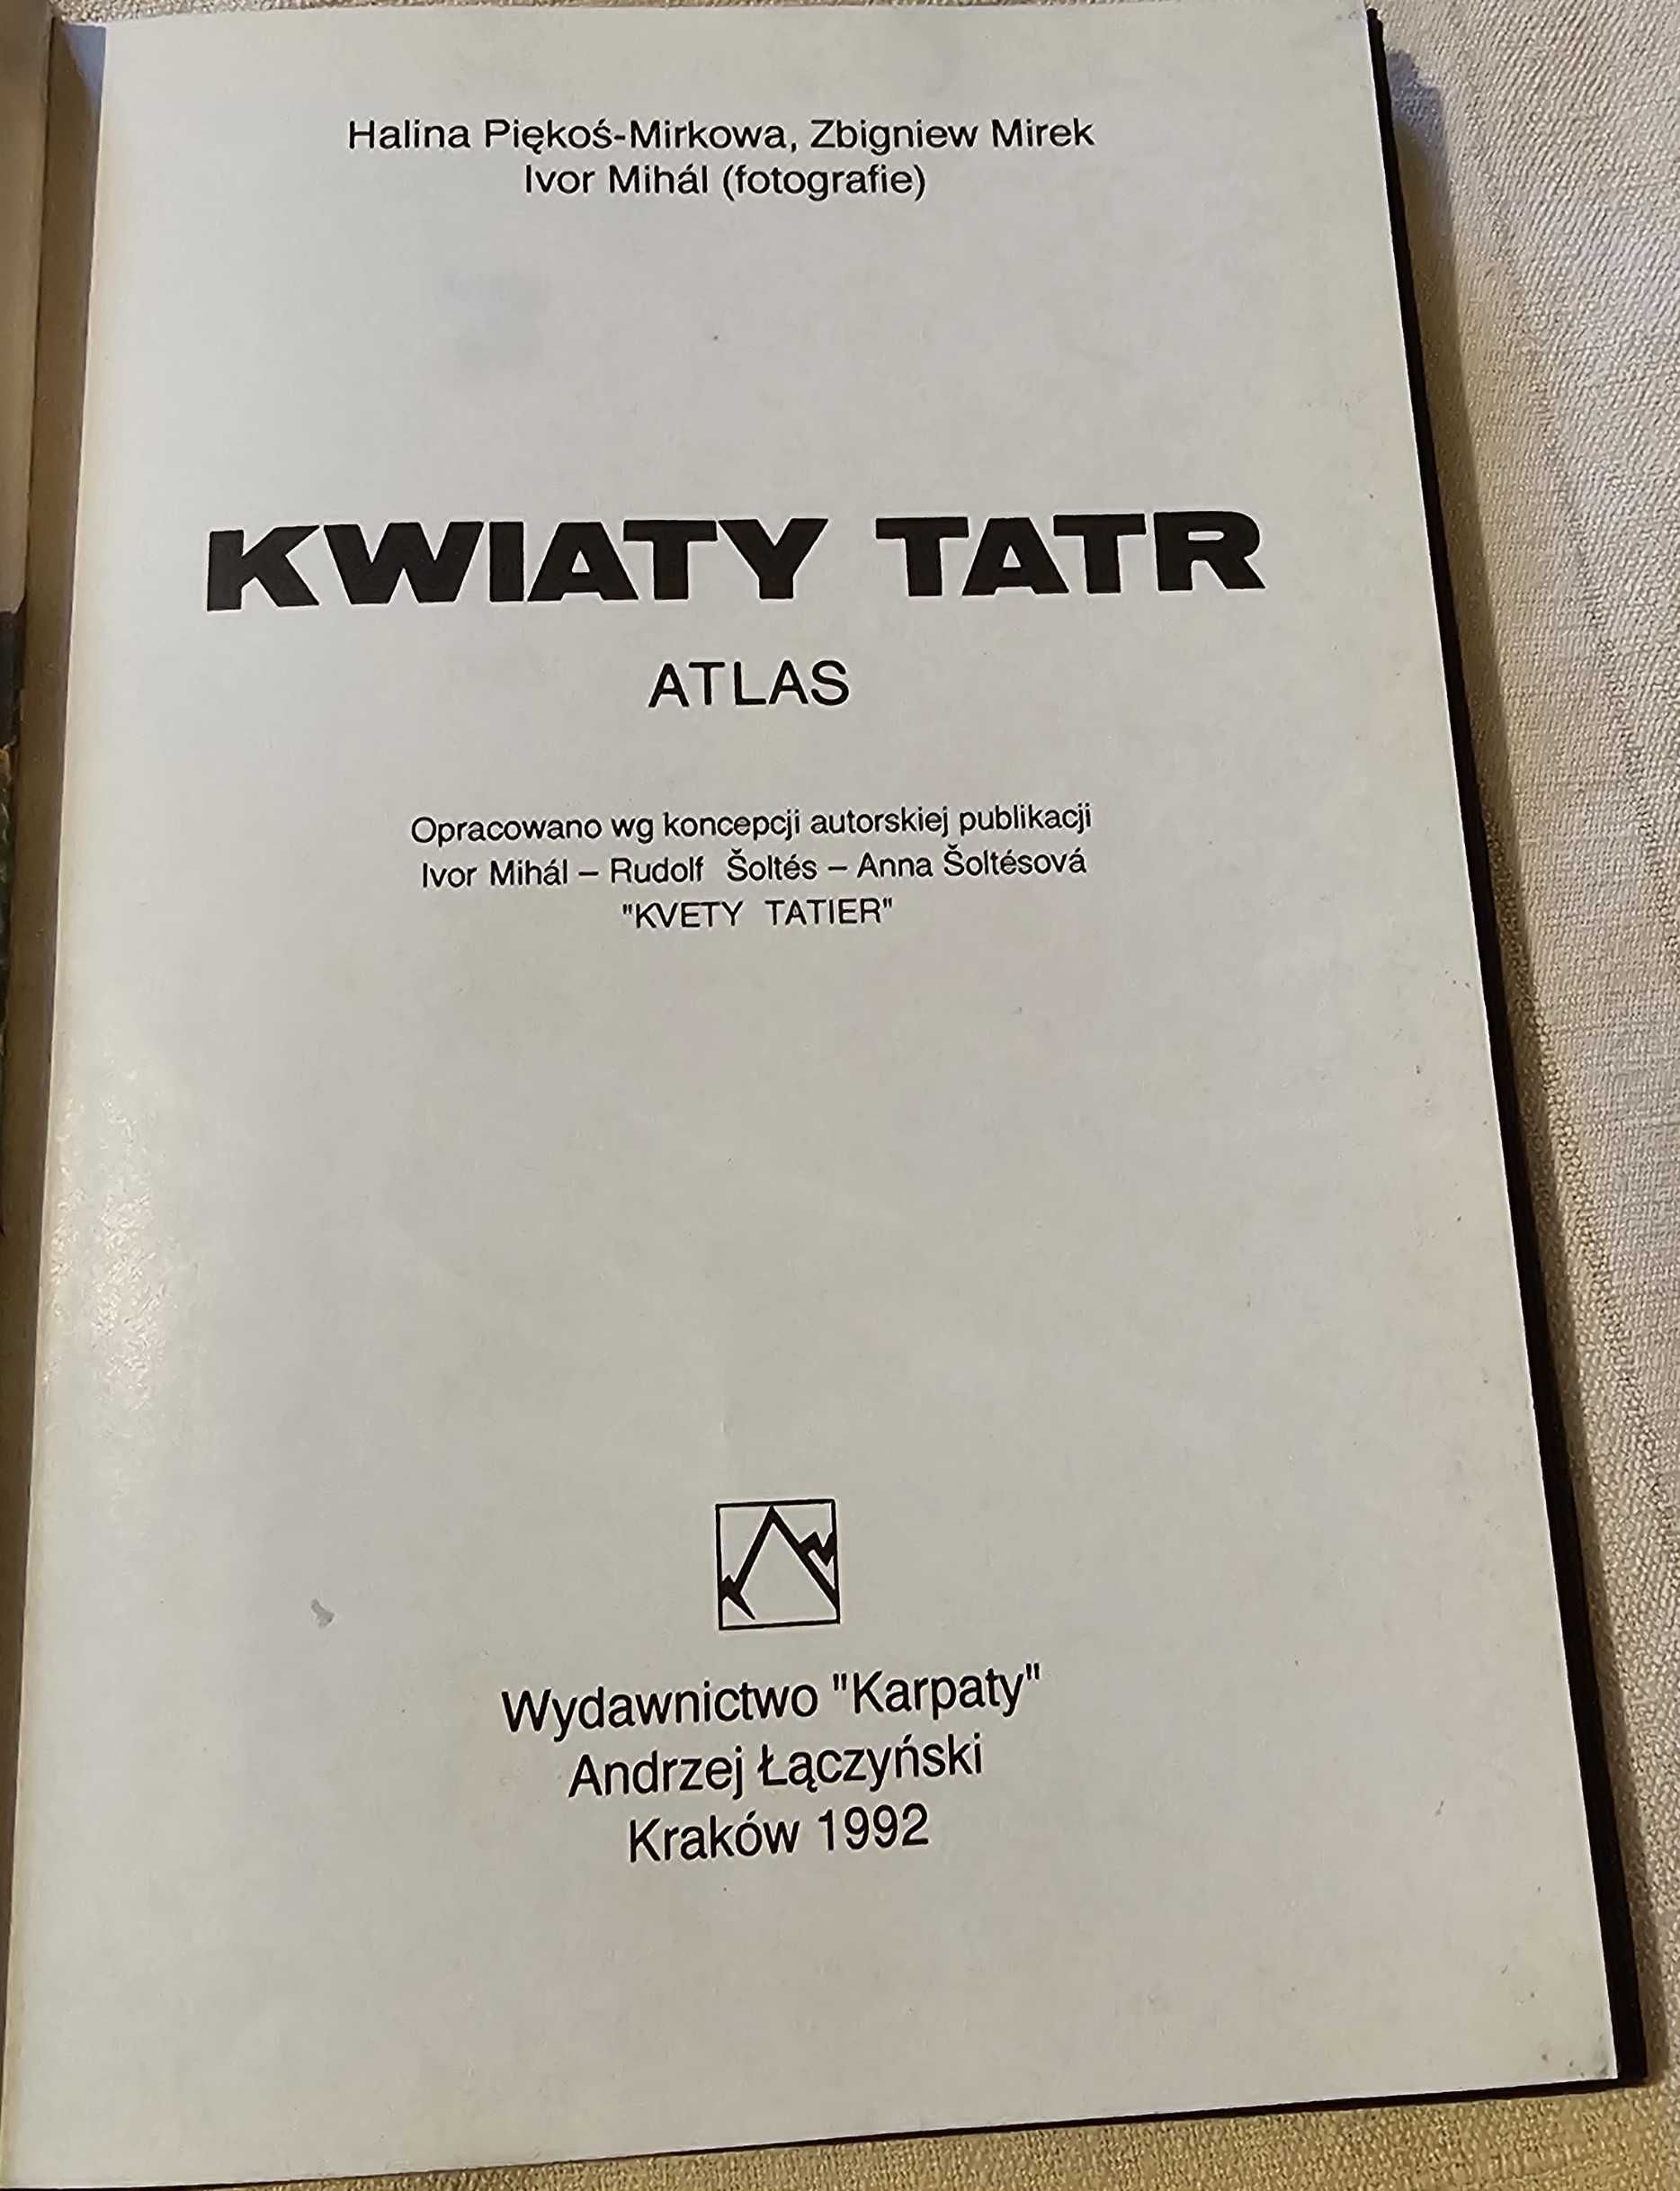 Halina Piękoś-Mirkowa, Zbigniew Mirek
Ivor Mihál (fotografie)
KWIATY TATR
ATLAS
Opracowano wg koncepcji autorskiej publikacji
Ivor Mihál – Rudolf Šoltés – Anna Šoltésová
"KVETY TATIER"
Wydawnictwo "Karpaty"
Andrzej Łączyński
Kraków 1992